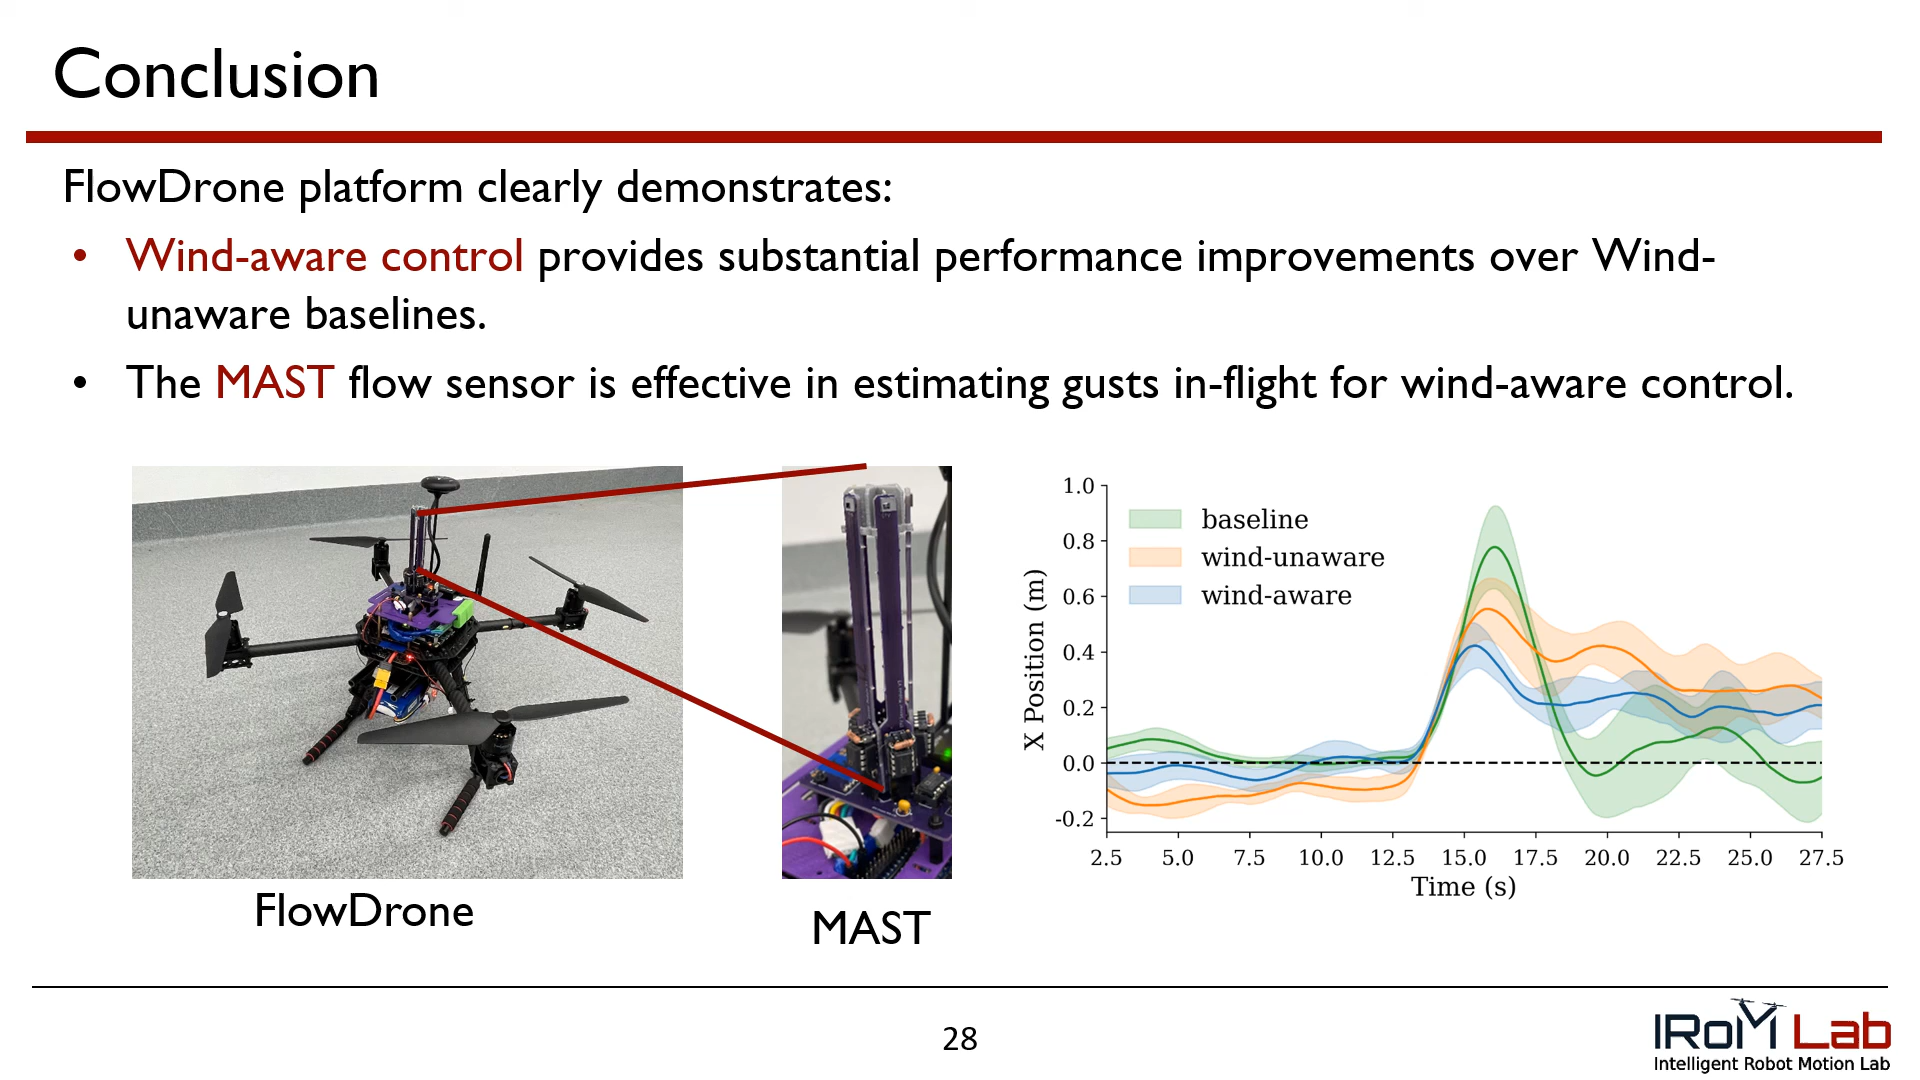 Conclusion
FlowDrone platform clearly demonstrates:
• Wind-aware control provides substantial performance improvements over Wind-
unaware baselines.
• The MAST flow sensor is effective in estimating gusts in-flight for wind-aware control.
FlowDrone
MAST
1.0
0.8
0.6
0.4
0.2
0.0
-0.2
X Position (m)
baseline
wind-unaware
wind-aware
2.5 5.0 7.5 10.0 12.5 15.0 17.5 20.0 22.5 25.0 27.5
Time (s)
28
IRoM Lab
Intelligent Robot Motion Lab